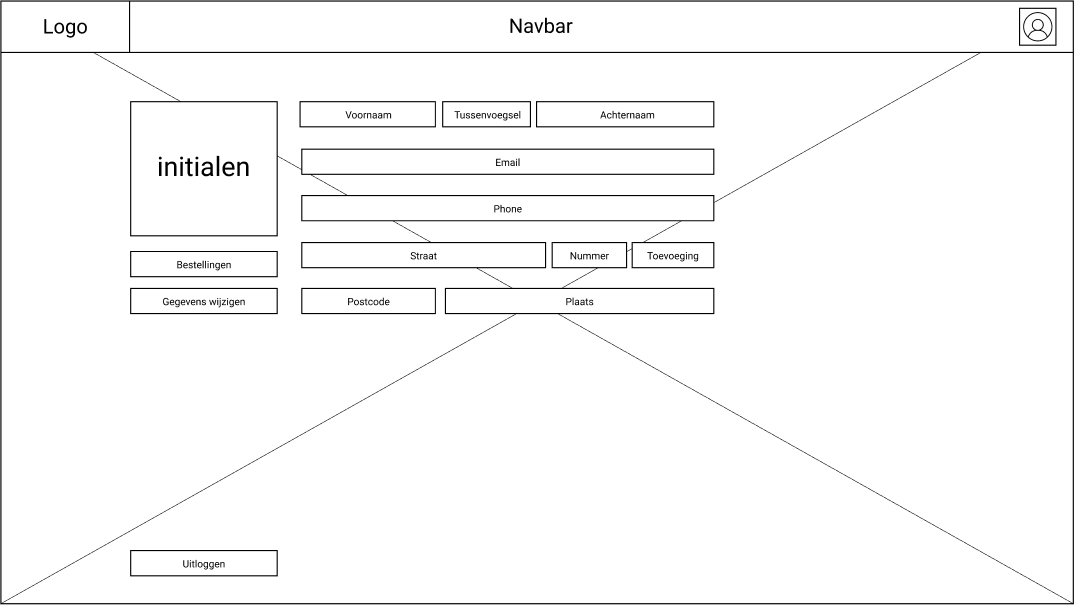 Logo
Navbar
initialen
Voornaam
Tussenvoegsel
Achternaam
Email
Phone
Straat
Nummer
Toevoeging
Postcode
Plaats
Bestellingen
Gegevens wijzigen
Uitloggen